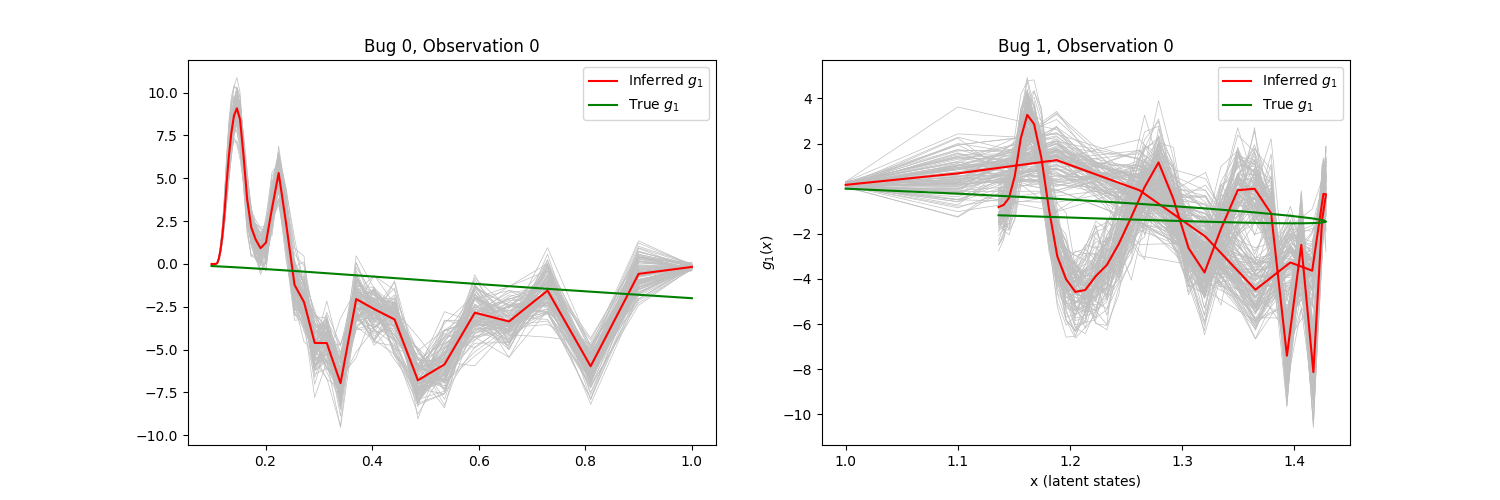 Bug 0, Observation 0
Inferred g₁
True g₁
10.0
7.5
5.0
2.5
0.0
−2.5
−5.0
−7.5
−10.0
0.2 0.4 0.6 0.8 1.0
Bug 1, Observation 0
Inferred g₁
True g₁
g₁(x)
4
2
0
−2
−4
−6
−8
−10
1.0 1.1 1.2 1.3 1.4
x (latent states)